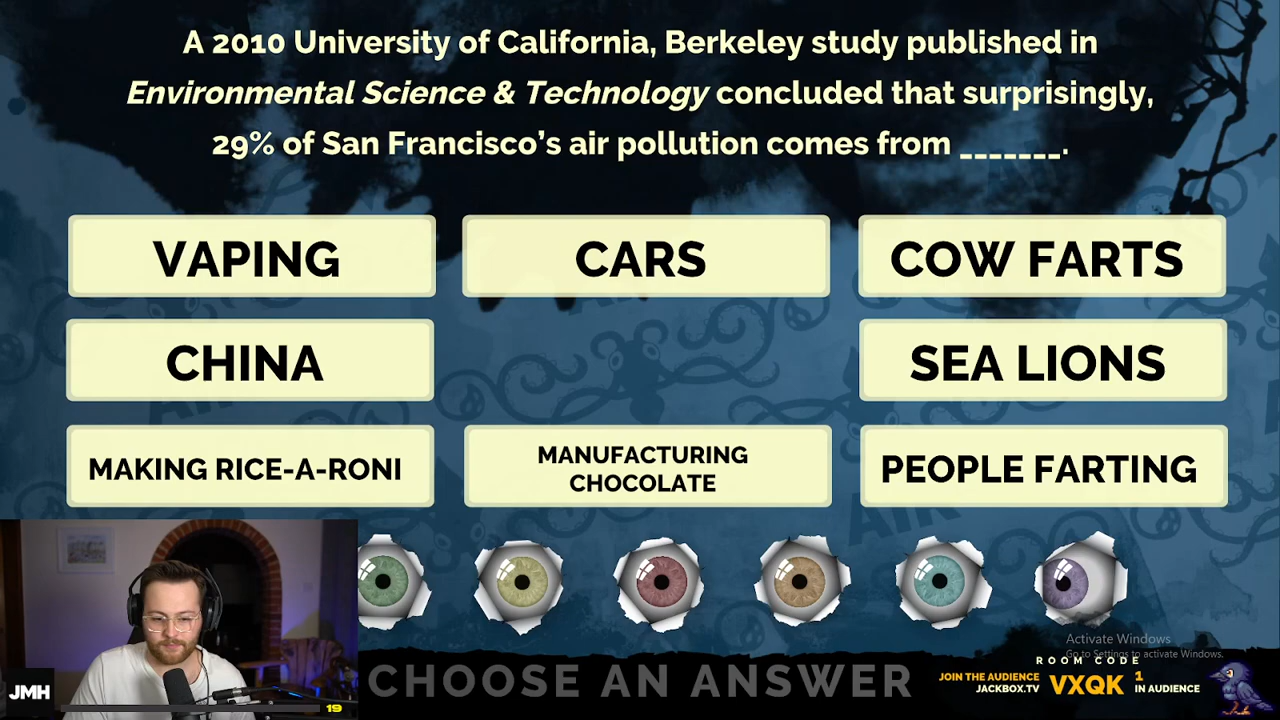 A 2010 University of California, Berkeley study published in
Environmental Science & Technology concluded that surprisingly,
29% of San Francisco's air pollution comes from _______.
VAPING
CARS
COW FARTS
CHINA
SEA LIONS
MAKING RICE-A-RONI
MANUFACTURING
CHOCOLATE
PEOPLE FARTING
CHOOSE AN ANSWER
Activate Windows
Go to Settings to activate Windows.
ROOM CODE
JOIN THE AUDIENCE
JACKBOX.TV
VXQK
1
IN AUDIENCE
JMH
19